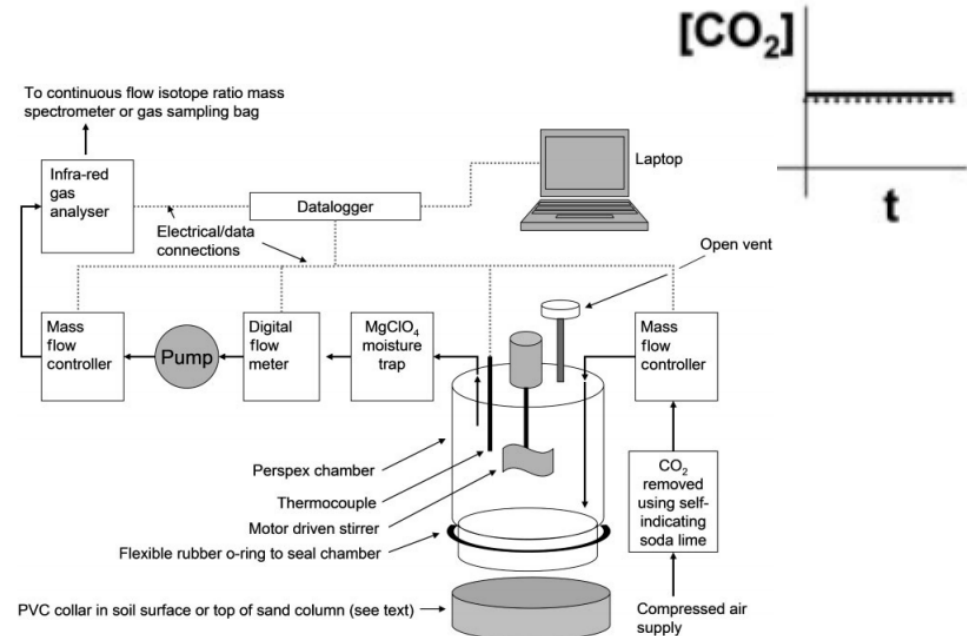 [CO₂]
t
To continuous flow isotope ratio mass
spectrometer or gas sampling bag
Infra-red
gas
analyser
Datalogger
Laptop
Electrical/data
connections
Open vent
Mass
flow
controller
Pump
Digital
flow
meter
MgClO₄
moisture
trap
Mass
flow
controller
Perspex chamber
Thermocouple
Motor driven stirrer
Flexible rubber o-ring to seal chamber
CO₂
removed
using self-
indicating
soda lime
PVC collar in soil surface or top of sand column (see text)
Compressed air
supply